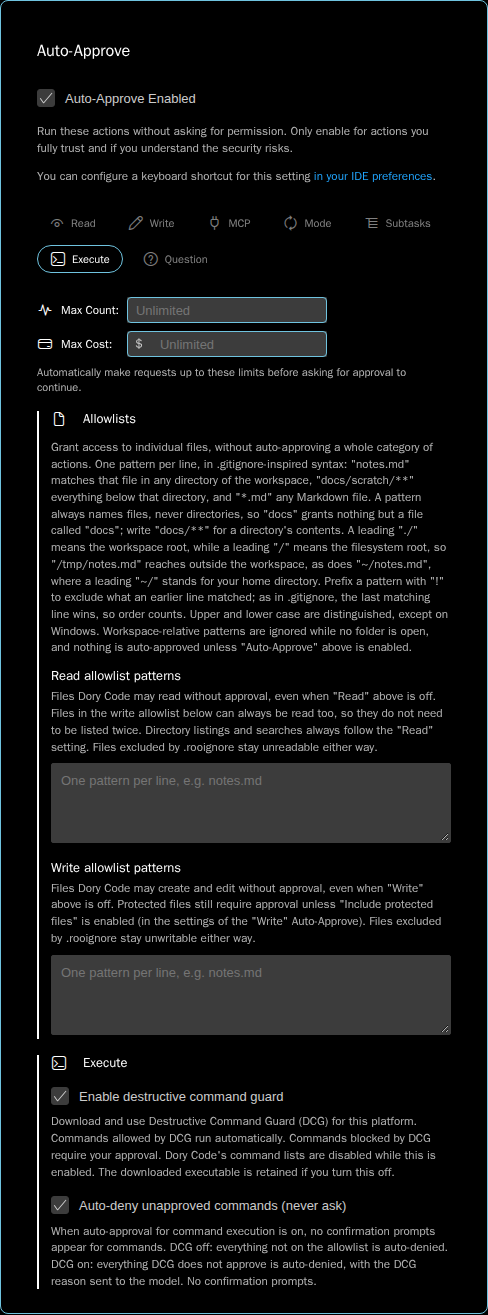 Auto-Approve
Auto-Approve Enabled
Run these actions without asking for permission. Only enable for actions you
fully trust and if you understand the security risks.
You can configure a keyboard shortcut for this setting in your IDE preferences.
Read
Write
MCP
Mode
Subtasks
Execute
Question
Max Count: Unlimited
Max Cost: $ Unlimited
Automatically make requests up to these limits before asking for approval to
continue.
Allowlists
Grant access to individual files, without auto-approving a whole category of
actions. One pattern per line, in .gitignore-inspired syntax: "notes.md"
matches that file in any directory of the workspace, "docs/scratch/**"
everything below that directory, and "*.md" any Markdown file. A pattern
always names files, never directories, so "docs" grants nothing but a file
called "docs"; write "docs/**" for a directory's contents. A leading "./"
means the workspace root, while a leading "/" means the filesystem root, so
"/tmp/notes.md" reaches outside the workspace, as does "~/notes.md",
where a leading "~/" stands for your home directory. Prefix a pattern with "!"
to exclude what an earlier line matched; as in .gitignore, the last matching
line wins, so order counts. Upper and lower case are distinguished, except on
Windows. Workspace-relative patterns are ignored while no folder is open,
and nothing is auto-approved unless "Auto-Approve" above is enabled.
Read allowlist patterns
Files Dory Code may read without approval, even when "Read" above is off.
Files in the write allowlist below can always be read too, so they do not need
to be listed twice. Directory listings and searches always follow the "Read"
setting. Files excluded by .rooignore stay unreadable either way.
One pattern per line, e.g. notes.md
Write allowlist patterns
Files Dory Code may create and edit without approval, even when "Write"
above is off. Protected files still require approval unless "Include protected
files" is enabled (in the settings of the "Write" Auto-Approve). Files excluded
by .rooignore stay unwritable either way.
One pattern per line, e.g. notes.md
Execute
Enable destructive command guard
Download and use Destructive Command Guard (DCG) for this platform.
Commands allowed by DCG run automatically. Commands blocked by DCG
require your approval. Dory Code's command lists are disabled while this is
enabled. The downloaded executable is retained if you turn this off.
Auto-deny unapproved commands (never ask)
When auto-approval for command execution is on, no confirmation prompts
appear for commands. DCG off: everything not on the allowlist is auto-denied.
DCG on: everything DCG does not approve is auto-denied, with the DCG
reason sent to the model. No confirmation prompts.